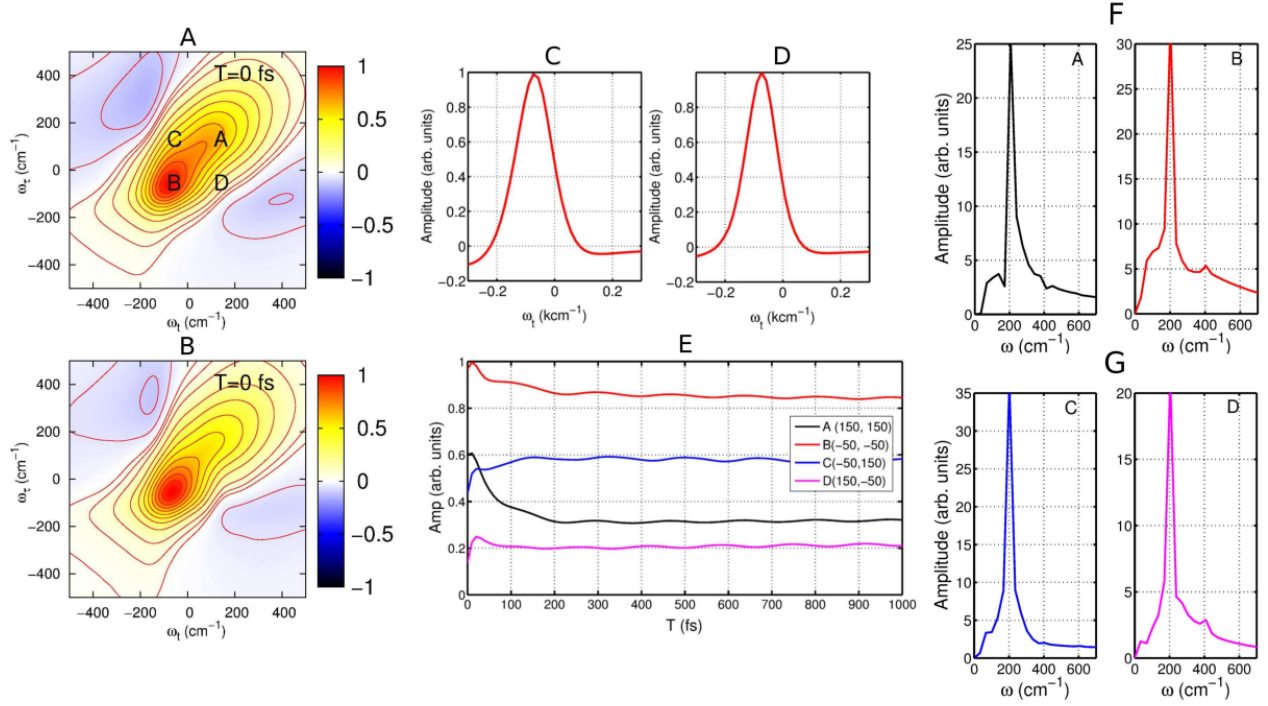 A
T=0 fs
C A
B D
400
200
0
−200
−400
−400 −200 0 200 400
ωτ (cm−1)
ωt (cm−1)
1
0.5
0
−0.5
−1
B
T=0 fs
400
200
0
−200
−400
−400 −200 0 200 400
ωτ (cm−1)
ωt (cm−1)
1
0.5
0
−0.5
−1
C
1
0.8
0.6
0.4
0.2
0
−0.2
−0.2 0 0.2
Amplitude (arb. units)
ωt (kcm−1)
D
0.8
0.6
0.4
0.2
0
−0.2
−0.2 0 0.2
Amplitude (arb. units)
ωt (kcm−1)
E
1
0.8
0.6
0.4
0.2
0
0 100 200 300 400 500 600 700 800 900 1000
Amp (arb. units)
T (fs)
A (150, 150)
B(−50, −50)
C(−50,150)
D(150,−50)
F
A
25
20
15
10
5
0
0 200 400 600
Amplitude (arb. units)
ω (cm−1)
B
30
25
20
15
10
5
0
0 200 400 600
ω (cm−1)
G
C
35
30
25
20
15
10
5
0
0 200 400 600
Amplitude (arb. units)
ω (cm−1)
D
20
15
10
5
0
0 200 400 600
ω (cm−1)